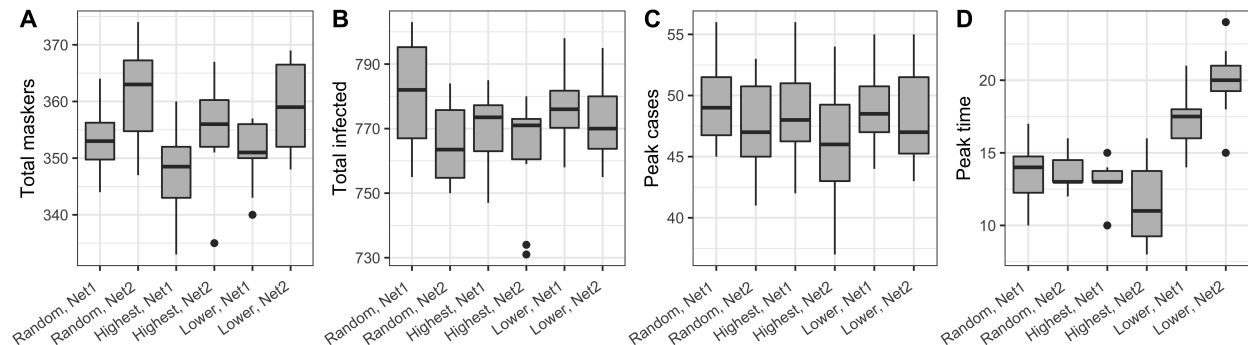 A
Total maskers
370
360
350
340
Random, Net1
Random, Net2
Highest, Net1
Highest, Net2
Lower, Net1
Lower, Net2
B
Total infected
790
770
750
730
Random, Net1
Random, Net2
Highest, Net1
Highest, Net2
Lower, Net1
Lower, Net2
C
Peak cases
55
50
45
40
Random, Net1
Random, Net2
Highest, Net1
Highest, Net2
Lower, Net1
Lower, Net2
D
Peak time
20
15
10
Random, Net1
Random, Net2
Highest, Net1
Highest, Net2
Lower, Net1
Lower, Net2